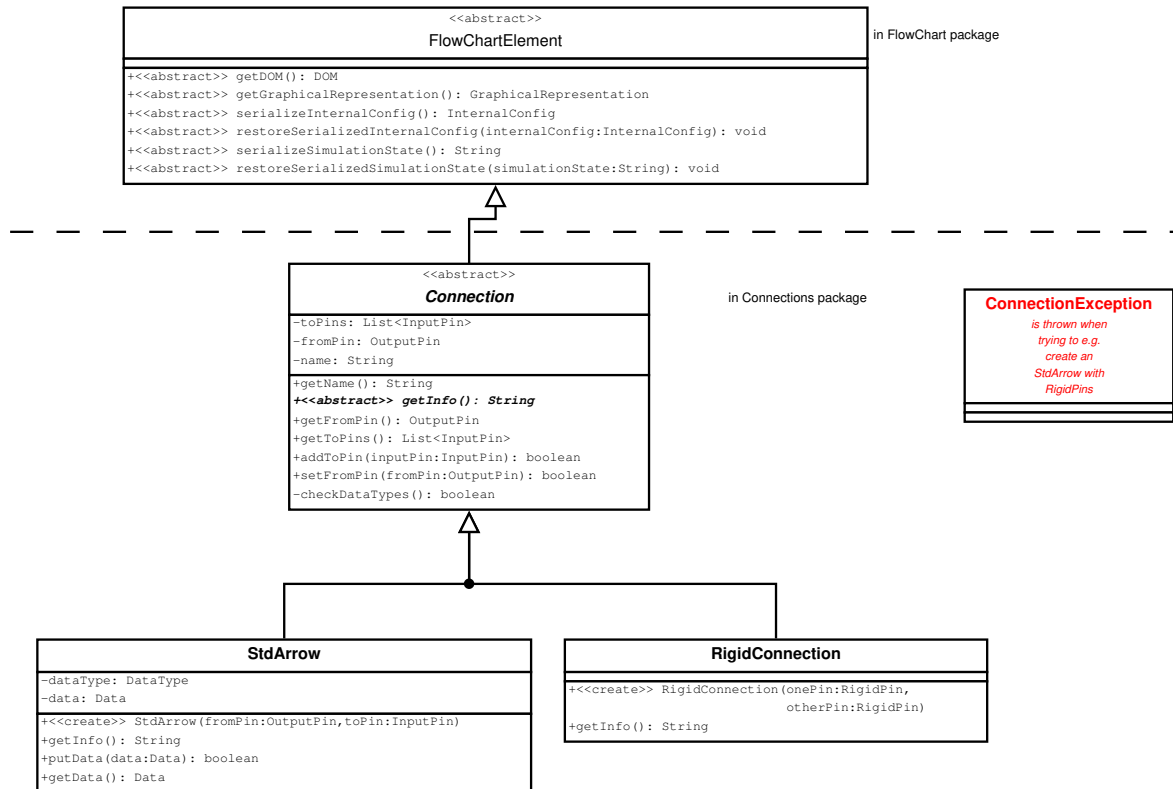 <<abstract>>
FlowChartElement
in FlowChart package
+<<abstract>> getDOM(): DOM
+<<abstract>> getGraphicalRepresentation(): GraphicalRepresentation
+<<abstract>> serializeInternalConfig(): InternalConfig
+<<abstract>> restoreSerializedInternalConfig(internalConfig:InternalConfig): void
+<<abstract>> serializeSimulationState(): String
+<<abstract>> restoreSerializedSimulationState(simulationState:String): void
<<abstract>>
Connection
-toPins: List<InputPin>
-fromPin: OutputPin
-name: String
+getName(): String
+<<abstract>> getInfo(): String
+getFromPin(): OutputPin
+getToPins(): List<InputPin>
+addToPin(inputPin:InputPin): boolean
+setFromPin(fromPin:OutputPin): boolean
-checkDataTypes(): boolean
in Connections package
ConnectionException
is thrown when
trying to e.g.
create an
StdArrow with
RigidPins
StdArrow
-dataType: DataType
-data: Data
+<<create>> StdArrow(fromPin:OutputPin,toPin:InputPin)
+getInfo(): String
+putData(data:Data): boolean
+getData(): Data
RigidConnection
+<<create>> RigidConnection(onePin:RigidPin,
otherPin:RigidPin)
+getInfo(): String